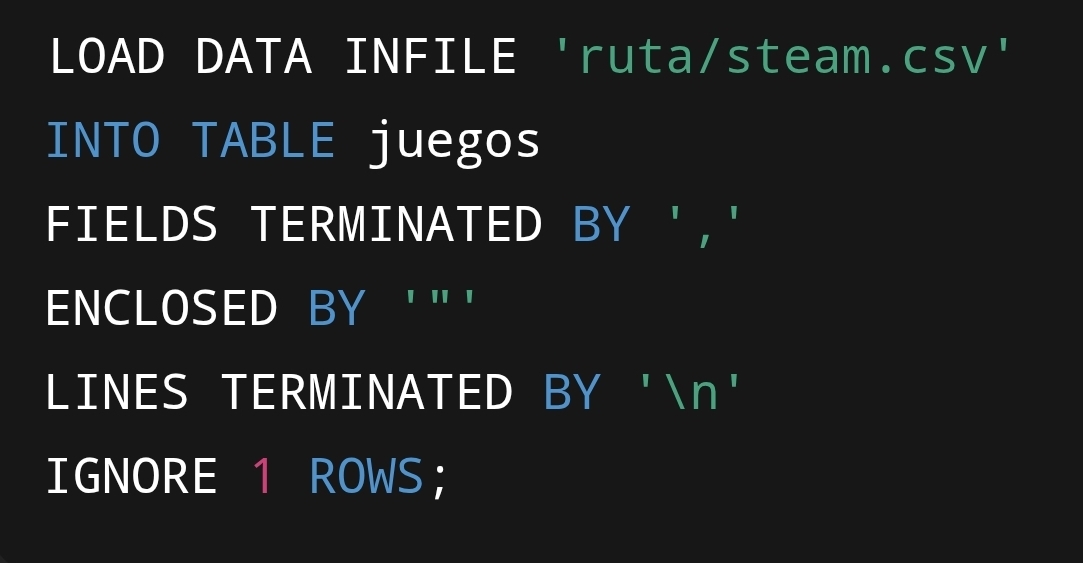 LOAD DATA INFILE 'ruta/steam.csv'
INTO TABLE juegos
FIELDS TERMINATED BY ','
ENCLOSED BY '"'
LINES TERMINATED BY '\n'
IGNORE 1 ROWS;